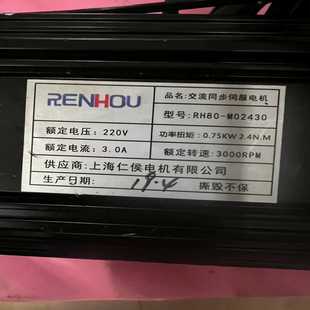 RENHOU
品名: 交流同步伺服电机
型号: RH80-M02430
额定电压: 220V
功率扭矩: 0.75KW 2.4N.M
额定电流: 3.0A
额定转速: 3000RPM
供应商: 上海仁侯电机有限公司
生产日期: 19.4
撕毁不保